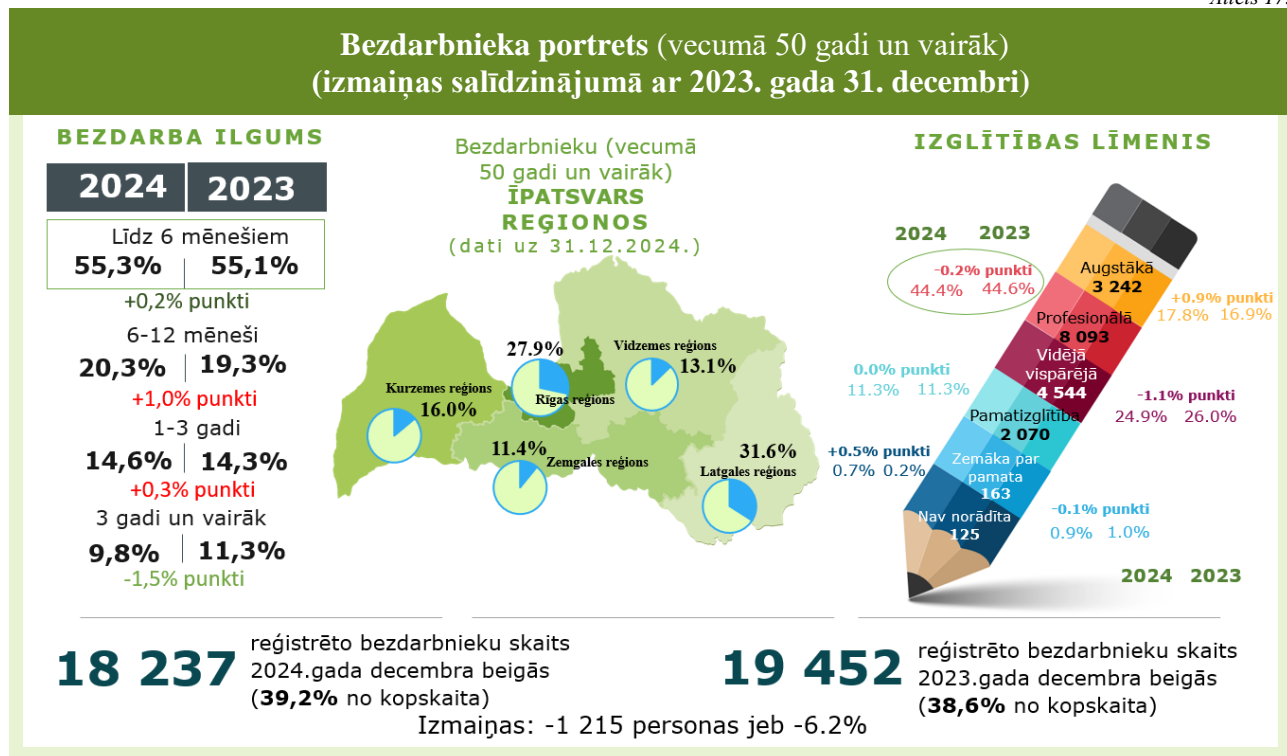 Bezdarbnieka portrets (vecumā 50 gadi un vairāk)
(izmaiņas salīdzinājumā ar 2023. gada 31. decembri)
BEZDARBA ILGUMS
2024 2023
Līdz 6 mēnešiem
55,3% 55,1%
+0,2% punkti
6-12 mēneši
20,3% 19,3%
+1,0% punkti
1-3 gadi
14,6% 14,3%
+0,3% punkti
3 gadi un vairāk
9,8% 11,3%
-1,5% punkti
Bezdarbnieku (vecumā
50 gadi un vairāk)
ĪPATSVARS
REĢIONOS
(dati uz 31.12.2024.)
27.9%
Rīgas reģions
Vidzemes reģions
13.1%
Kurzemes reģions
16.0%
11.4%
Zemgales reģions
31.6%
Latgales reģions
IZGLĪTĪBAS LĪMENIS
2024 2023
-0.2% punkti
44.4% 44.6%
Augstākā
3 242
+0.9% punkti
17.8% 16.9%
Profesionālā
8 093
Vidējā
vispārējā
4 544
0.0% punkti
11.3% 11.3%
-1.1% punkti
24.9% 26.0%
Pamatizglītība
2 070
+0.5% punkti
0.7% 0.2%
Zemāka par
pamata
163
-0.1% punkti
0.9% 1.0%
Nav norādīta
125
2024 2023
18 237
reģistrēto bezdarbnieku skaits
2024.gada decembra beigās
(39,2% no kopskaita)
19 452
reģistrēto bezdarbnieku skaits
2023.gada decembra beigās
(38,6% no kopskaita)
Izmaiņas: -1 215 personas jeb -6.2%